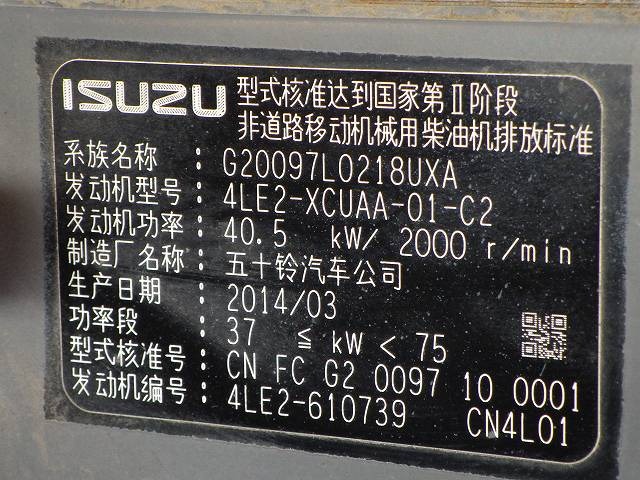 ISUZU 型式核准达到国家第Ⅱ阶段
非道路移动机械用柴油机排放标准
系族名称 : G20097L0218UXA
发动机型号 : 4LE2-XCUAA-01-C2
发动机功率 : 40.5 kW/ 2000 r/min
制造厂名称 : 五十铃汽车公司
生产日期 : 2014/03
功率段 : 37 ≦ kW < 75
型式核准号 : CN FC G2 0097 10 0001
发动机编号 : 4LE2-610739 CN4L01